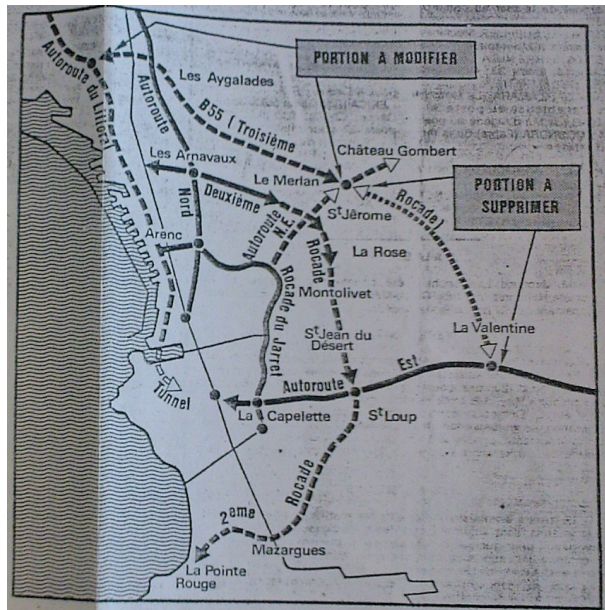 PORTION A MODIFIER
Autoroute du Littoral
Autoroute
Les Aygalades
B55 (Troisième
Château Gombert
Les Arnavaux
Le Merlan
PORTION A
SUPPRIMER
Deuxième
Nord
Autoroute
N.E.
St Jérome
Rocade)
Arenc
Rocade
La Rose
Rocade du Jarret
Montolivet
St Jean du
Désert
La Valentine
Est
Autoroute
Tunnel
La Capelette
St Loup
Rocade
2eme
Mazargues
La Pointe
Rouge